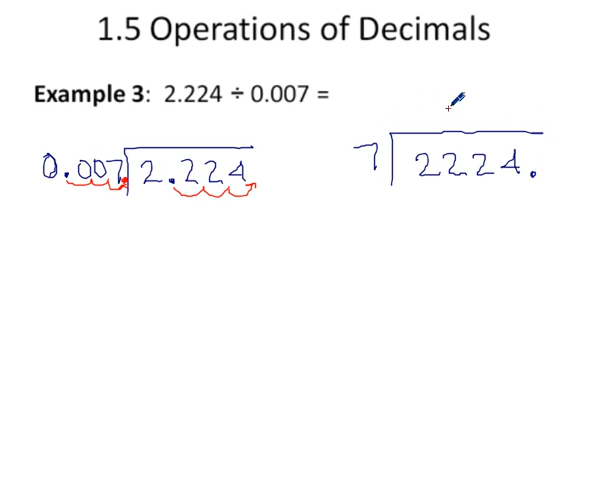 1.5 Operations of Decimals
Example 3: 2.224 ÷ 0.007 =
0.007 2.224
7 2224.